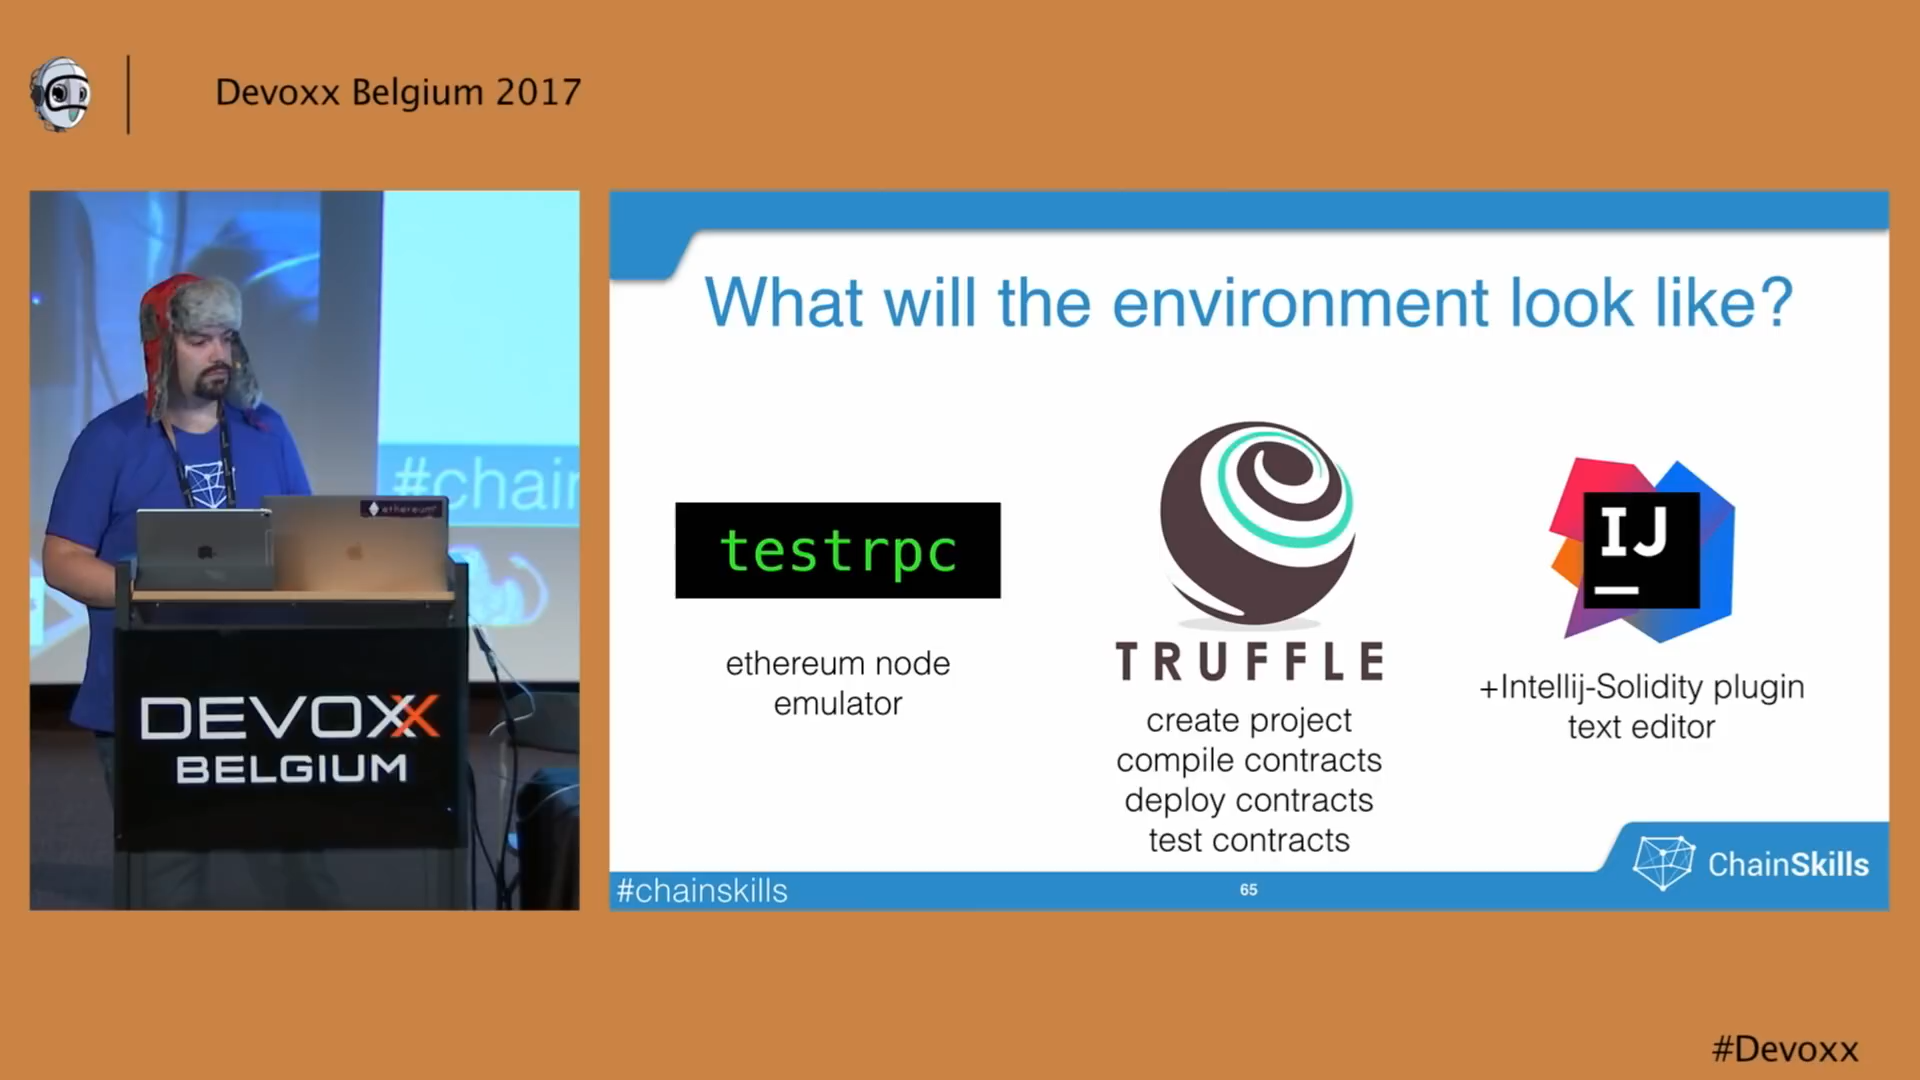 Devoxx Belgium 2017
#chain
ethereum
DEVOXX
BELGIUM
What will the environment look like?
testrpc
ethereum node
emulator
TRUFFLE
create project
compile contracts
deploy contracts
test contracts
IJ
+Intellij-Solidity plugin
text editor
#chainskills
65
ChainSkills
#Devoxx